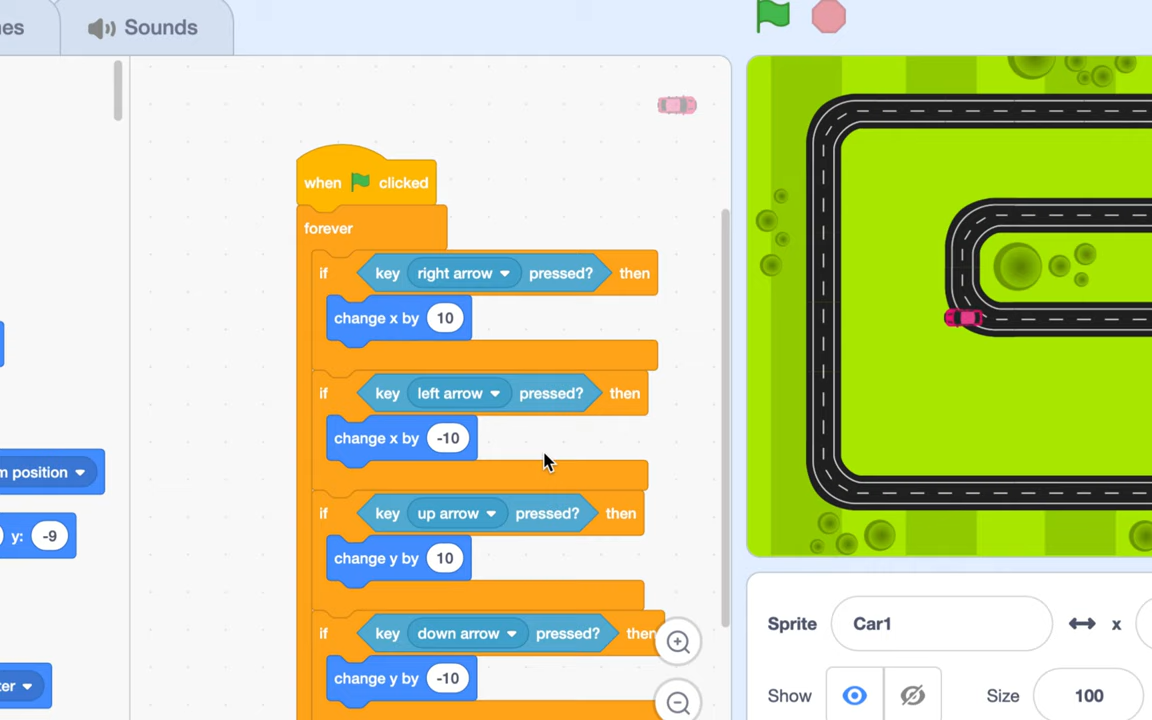 nes
Sounds
when clicked
forever
if key right arrow pressed? then
change x by 10
if key left arrow pressed? then
change x by -10
m position
y: -9
if key up arrow pressed? then
change y by 10
if key down arrow pressed? then
change y by -10
ter
Sprite Car1 x
Show Size 100